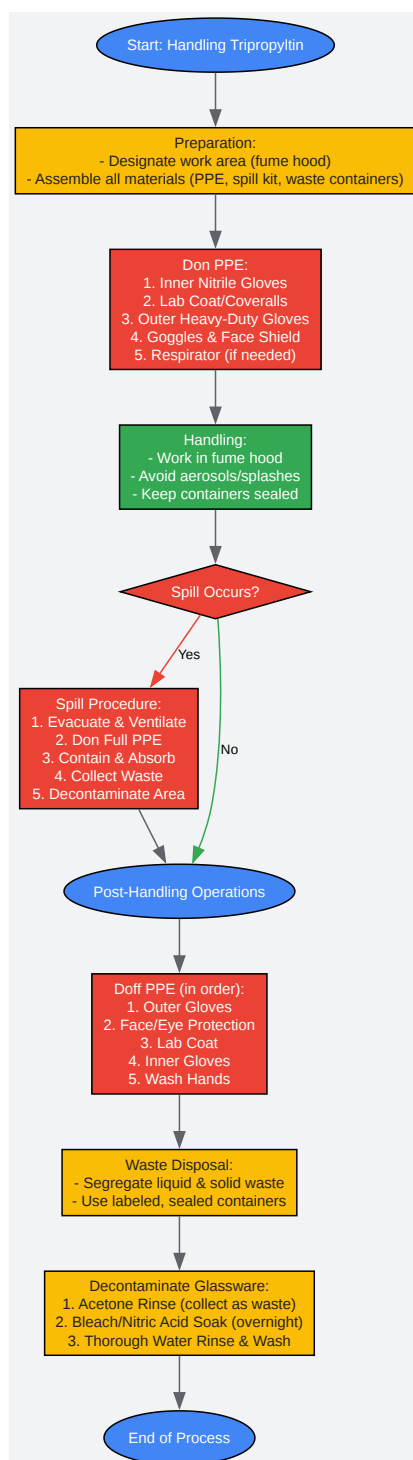 Start: Handling Tripropyltin
Preparation:
- Designate work area (fume hood)
- Assemble all materials (PPE, spill kit, waste containers)
Don PPE:
1. Inner Nitrile Gloves
2. Lab Coat/Coveralls
3. Outer Heavy-Duty Gloves
4. Goggles & Face Shield
5. Respirator (if needed)
Handling:
- Work in fume hood
- Avoid aerosols/splashes
- Keep containers sealed
Spill Occurs?
Yes
Spill Procedure:
1. Evacuate & Ventilate
2. Don Full PPE
3. Contain & Absorb
4. Collect Waste
5. Decontaminate Area
No
Post-Handling Operations
Doff PPE (in order):
1. Outer Gloves
2. Face/Eye Protection
3. Lab Coat
4. Inner Gloves
5. Wash Hands
Waste Disposal:
- Segregate liquid & solid waste
- Use labeled, sealed containers
Decontaminate Glassware:
1. Acetone Rinse (collect as waste)
2. Bleach/Nitric Acid Soak (overnight)
3. Thorough Water Rinse & Wash
End of Process